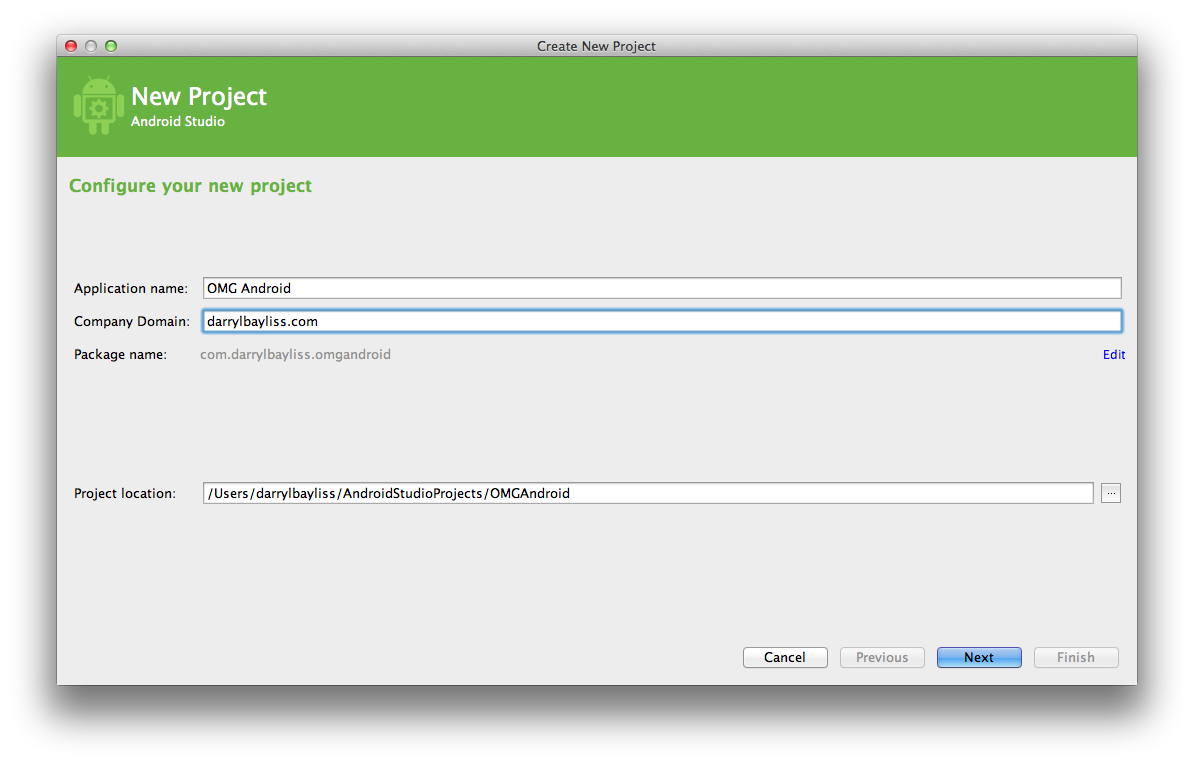 Create New Project
New Project
Android Studio
Configure your new project
Application name: OMG Android
Company Domain: darrylbayliss.com
Package name: com.darrylbayliss.omgandroid Edit
Project location: /Users/darrylbayliss/AndroidStudioProjects/OMGAndroid ...
Cancel Previous Next Finish